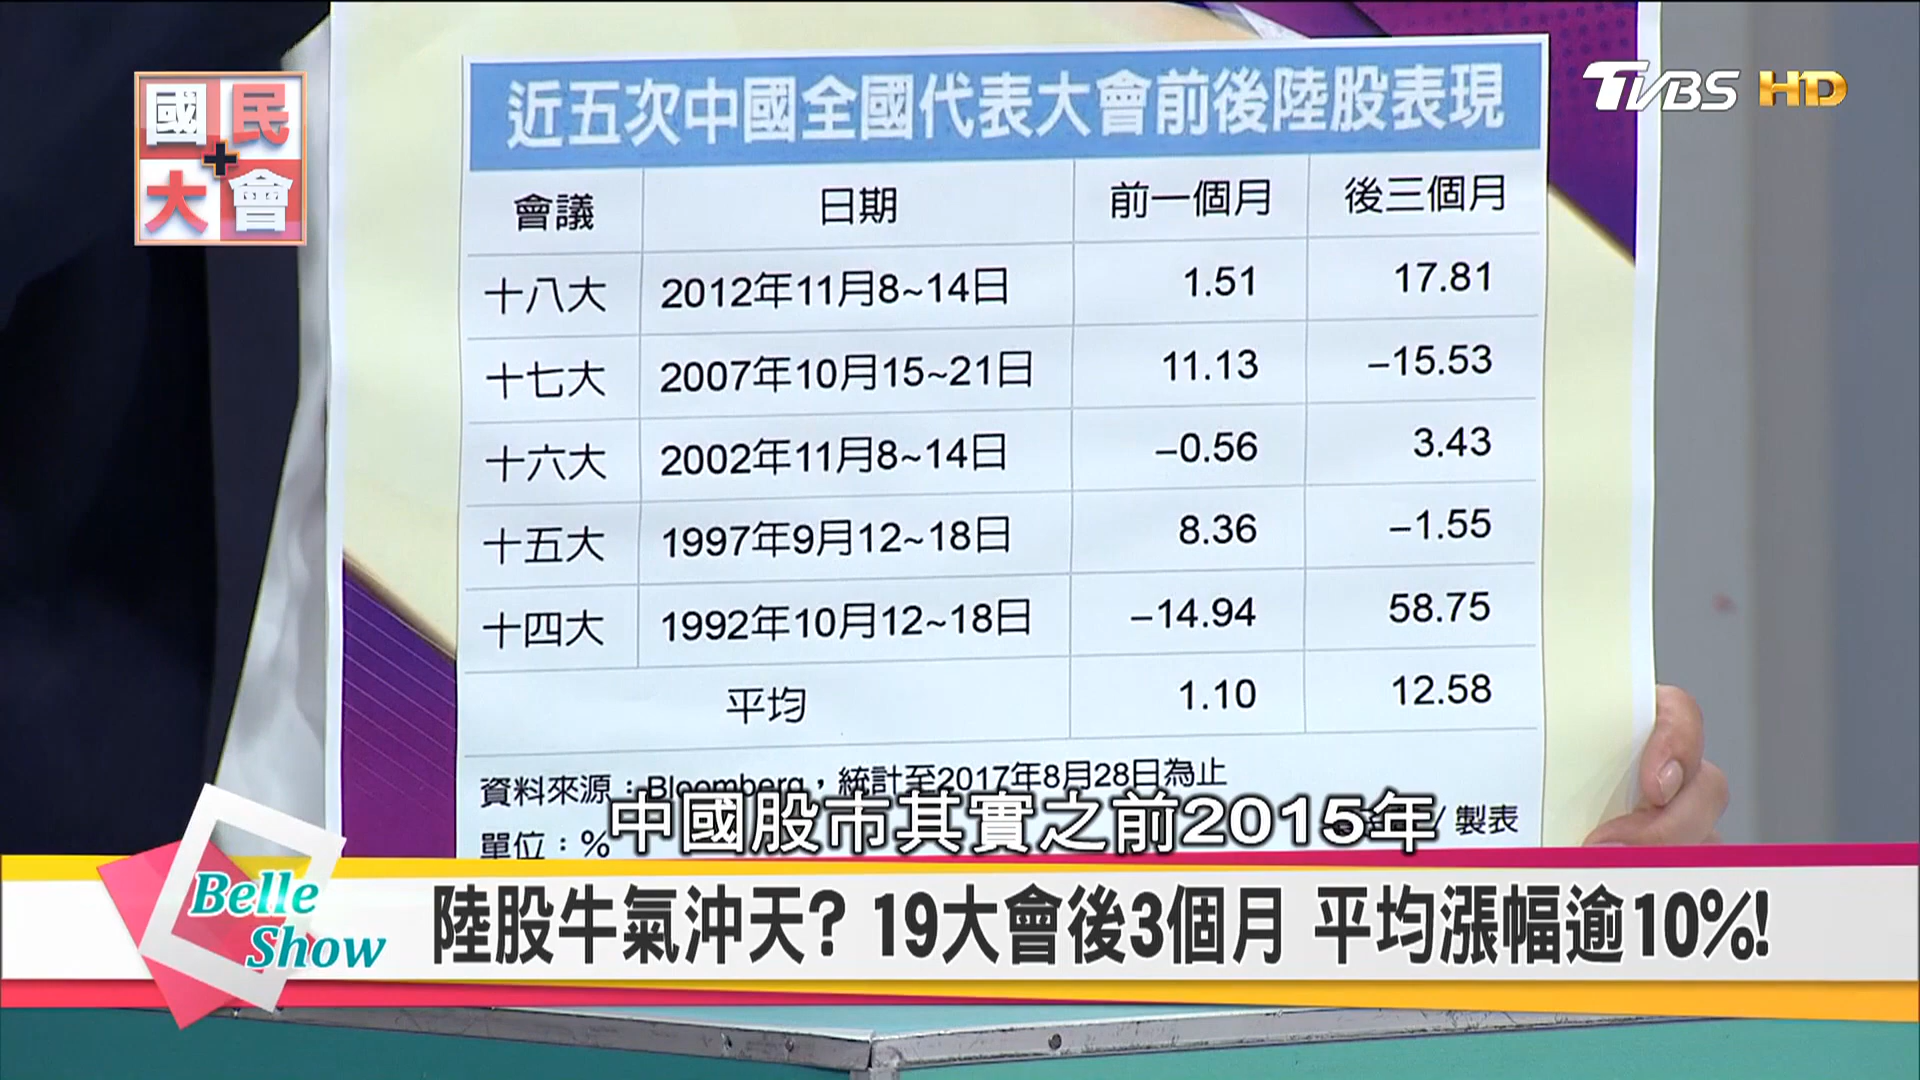 國民
+
大會
TVBS HD
近五次中國全國代表大會前後陸股表現
會議 日期 前一個月 後三個月
十八大 2012年11月8~14日 1.51 17.81
十七大 2007年10月15~21日 11.13 –15.53
十六大 2002年11月8~14日 –0.56 3.43
十五大 1997年9月12~18日 8.36 –1.55
十四大 1992年10月12~18日 –14.94 58.75
平均 1.10 12.58
資料來源：Bloomberg，統計至2017年8月28日為止
單位：% / 製表
中國股市其實之前2015年
Belle
Show
陸股牛氣沖天? 19大會後3個月 平均漲幅逾10%!